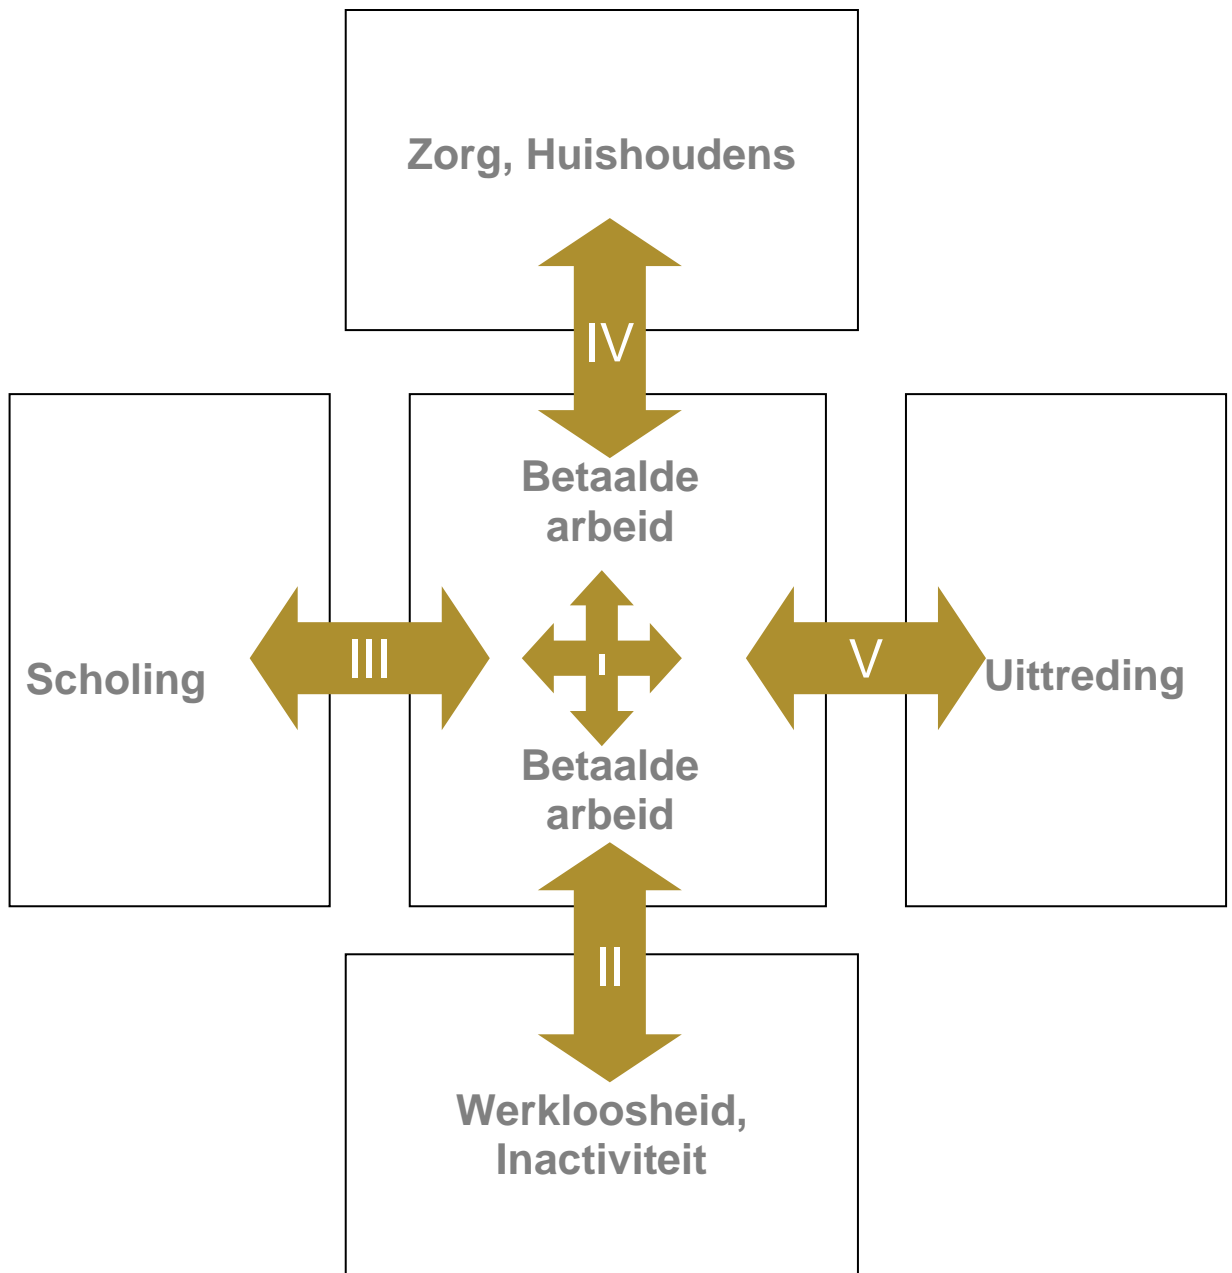 Zorg, Huishoudens
IV
Betaalde
arbeid
Scholing
III
I
V
Uittreding
Betaalde
arbeid
II
Werkloosheid,
Inactiviteit